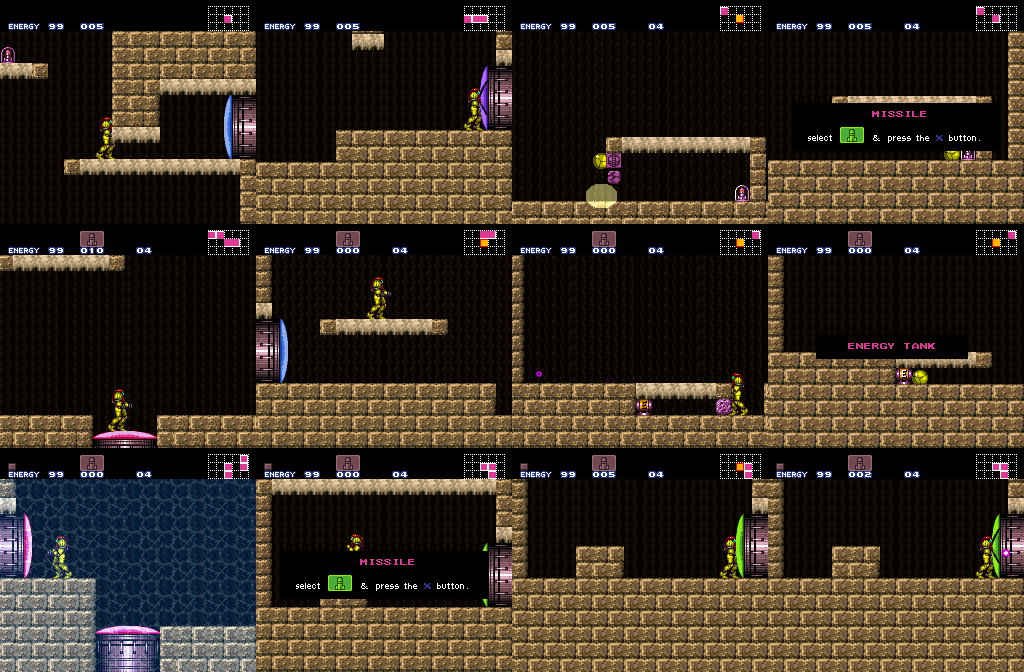 ENERGY 99 005
ENERGY 99 005
ENERGY 99 005 04
ENERGY 99 005 04
MISSILE
select & press the X button.
ENERGY 99 010 04
ENERGY 99 000 04
ENERGY 99 000 04
ENERGY 99 000 04
ENERGY TANK
ENERGY 99 000 04
ENERGY 99 000 04
ENERGY 99 005 04
ENERGY 99 002 04
MISSILE
select & press the X button.